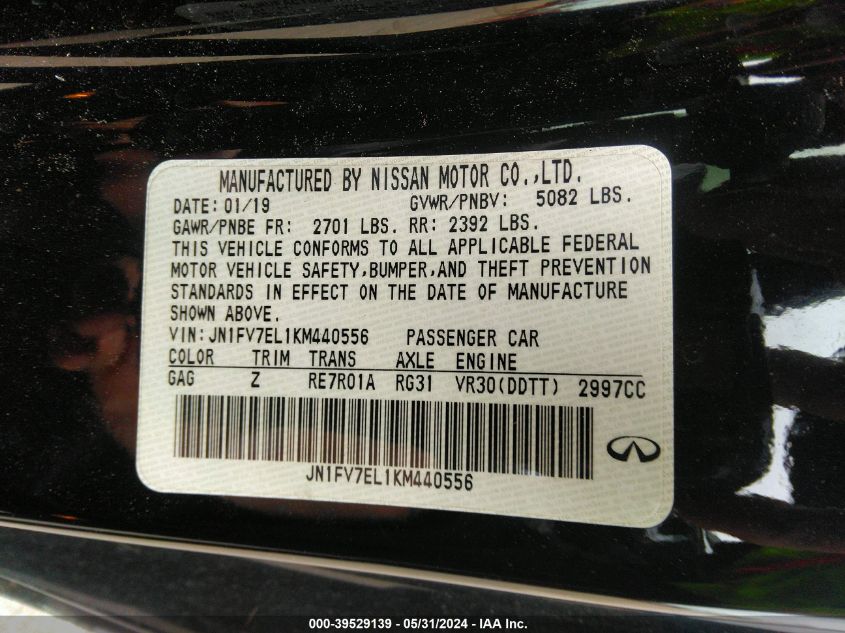 MANUFACTURED BY NISSAN MOTOR CO.,LTD.
DATE: 01/19 GVWR/PNBV: 5082 LBS.
GAWR/PNBE FR: 2701 LBS. RR: 2392 LBS.
THIS VEHICLE CONFORMS TO ALL APPLICABLE FEDERAL
MOTOR VEHICLE SAFETY,BUMPER,AND THEFT PREVENTION
STANDARDS IN EFFECT ON THE DATE OF MANUFACTURE
SHOWN ABOVE.
VIN:JN1FV7EL1KM440556 PASSENGER CAR
COLOR TRIM TRANS AXLE ENGINE
GAG Z RE7R01A RG31 VR30(DDTT) 2997CC
JN1FV7EL1KM440556
000-39529139 - 05/31/2024 - IAA Inc.